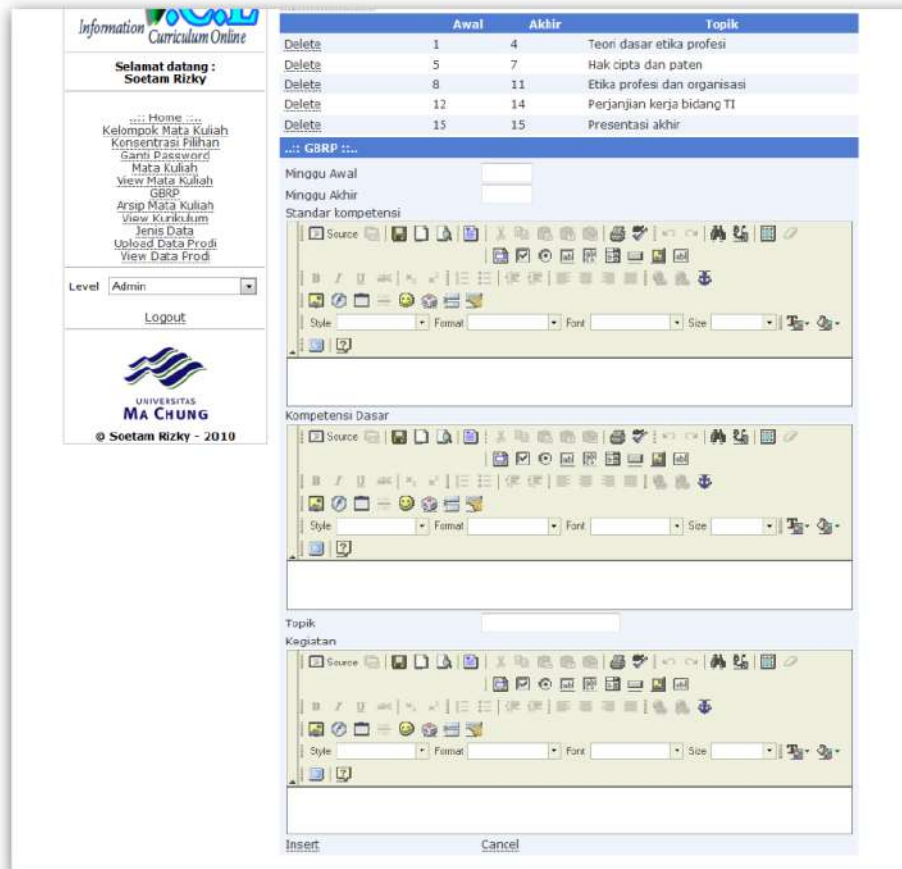 Information
Curriculum Online
Selamat datang :
Soetam Rizky
..:: Home ::..
Kelompok Mata Kuliah
Konsentrasi Pilihan
Ganti Password
Mata Kuliah
View Mata Kuliah
GBRP
Arsip Mata Kuliah
View Kurikulum
Jenis Data
Upload Data Prodi
View Data Prodi
Level Admin
Logout
UNIVERSITAS
MA CHUNG
© Soetam Rizky - 2010
Awal Akhir Topik
Delete 1 4 Teori dasar etika profesi
Delete 5 7 Hak cipta dan paten
Delete 8 11 Etika profesi dan organisasi
Delete 12 14 Perjanjian kerja bidang TI
Delete 15 15 Presentasi akhir
..:: GBRP ::..
Minggu Awal
Minggu Akhir
Standar kompetensi
Source
Style Format Font Size
Kompetensi Dasar
Source
Style Format Font Size
Topik
Kegiatan
Source
Style Format Font Size
Insert Cancel